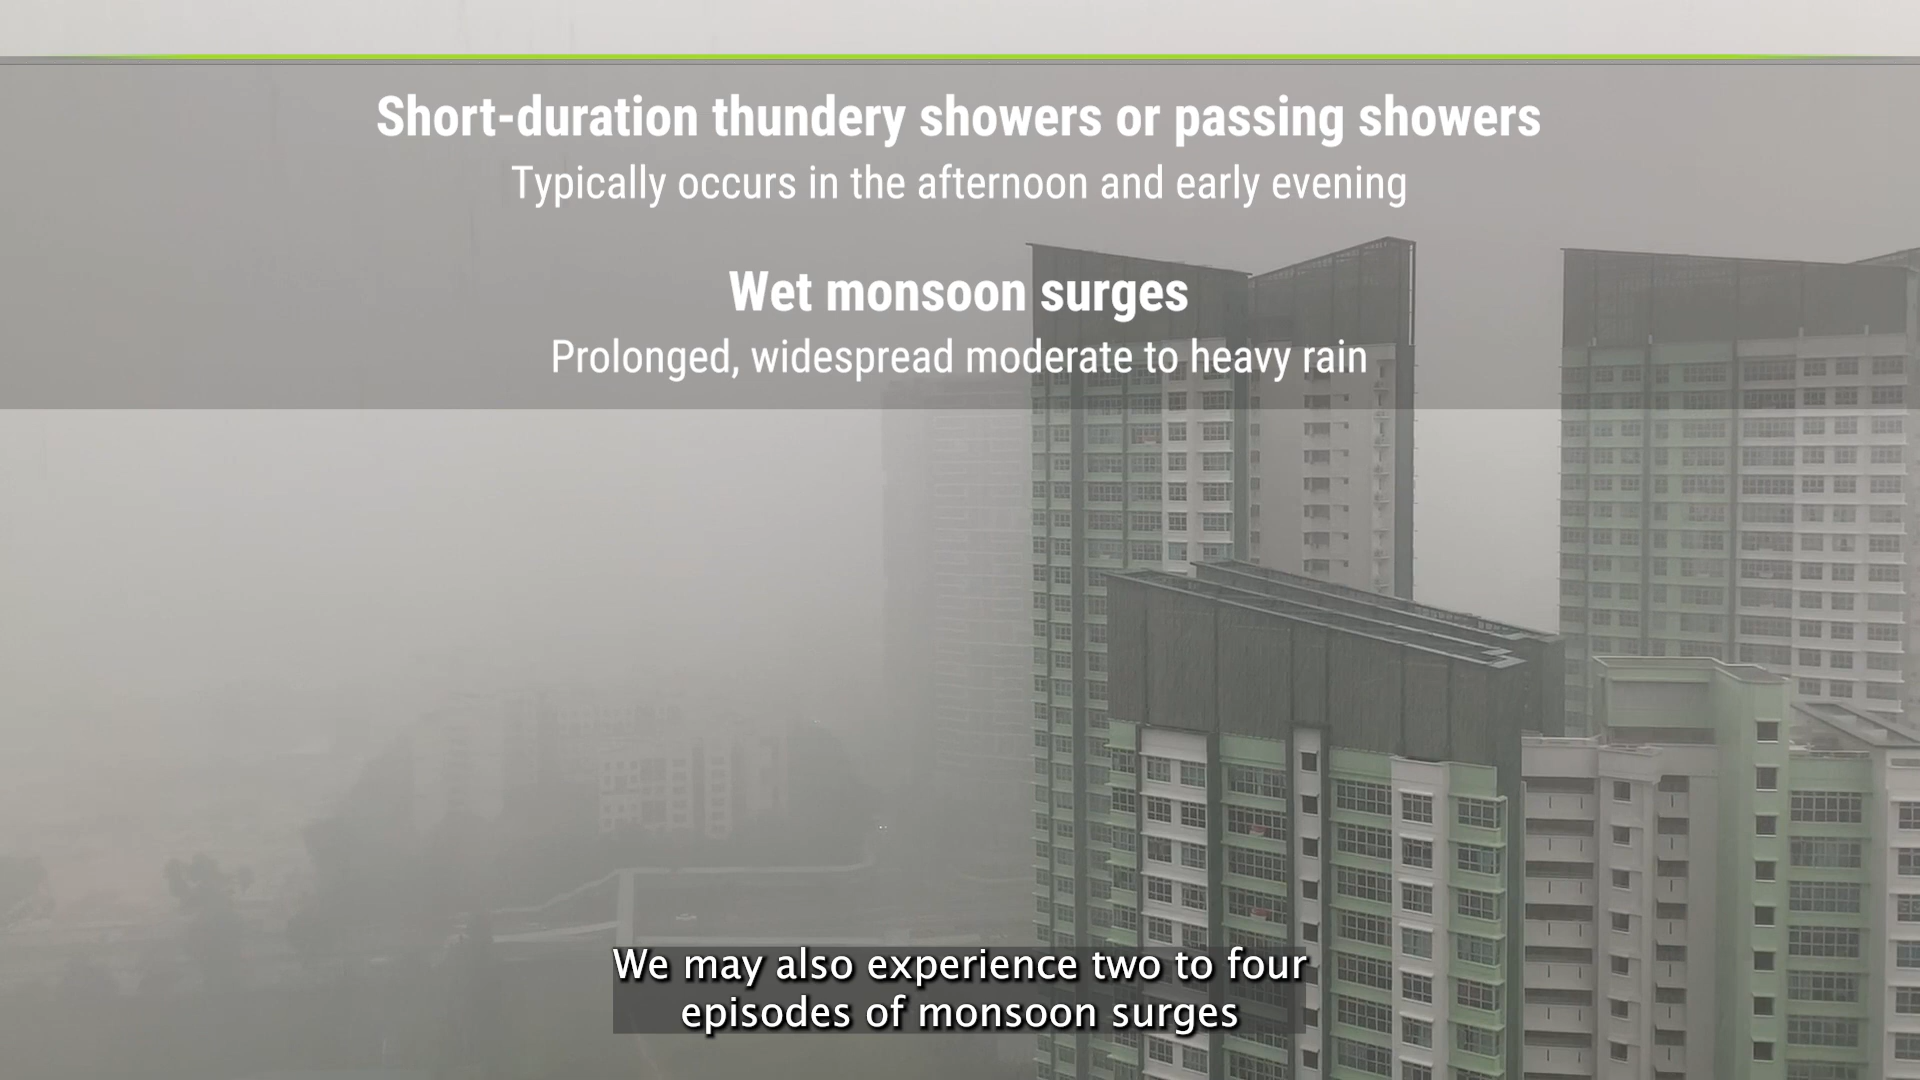 Short-duration thundery showers or passing showers
Typically occurs in the afternoon and early evening
Wet monsoon surges
Prolonged, widespread moderate to heavy rain
We may also experience two to four
episodes of monsoon surges